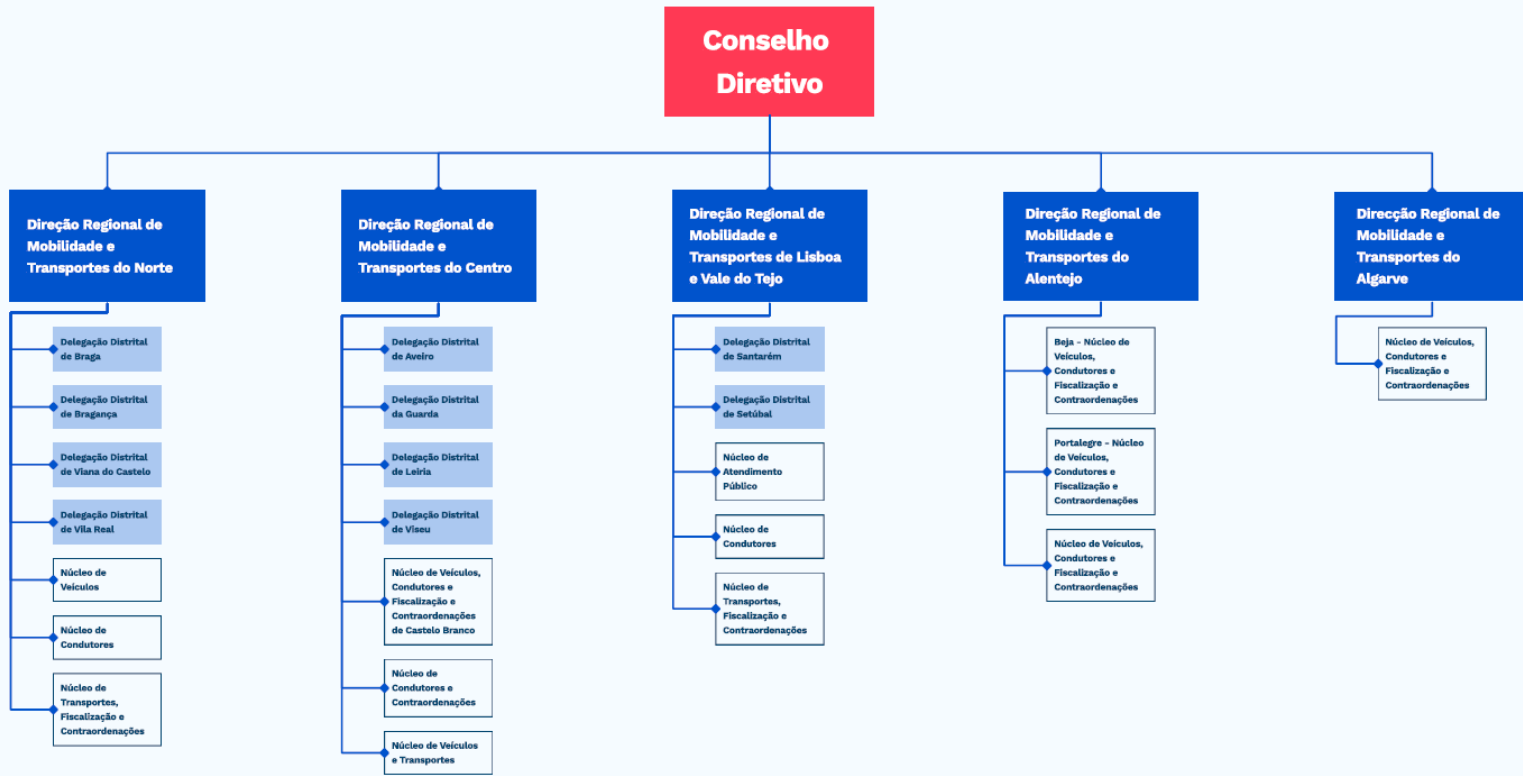 Conselho
Diretivo
Direção Regional de
Mobilidade e
Transportes do Norte
Delegação Distrital
de Braga
Delegação Distrital
de Bragança
Delegação Distrital
de Viana do Castelo
Delegação Distrital
de Vila Real
Núcleo de
Veículos
Núcleo de
Condutores
Núcleo de
Transportes,
Fiscalização e
Contraordenações
Direção Regional de
Mobilidade e
Transportes do Centro
Delegação Distrital
de Aveiro
Delegação Distrital
da Guarda
Delegação Distrital
de Leiria
Delegação Distrital
de Viseu
Núcleo de Veículos,
Condutores e
Fiscalização e
Contraordenações
de Castelo Branco
Núcleo de
Condutores e
Contraordenações
Núcleo de Veículos
e Transportes
Direção Regional de
Mobilidade e
Transportes de Lisboa
e Vale do Tejo
Delegação Distrital
de Santarém
Delegação Distrital
de Setúbal
Núcleo de
Atendimento
Público
Núcleo de
Condutores
Núcleo de
Transportes,
Fiscalização e
Contraordenações
Direção Regional de
Mobilidade e
Transportes do
Alentejo
Beja - Núcleo de
Veículos,
Condutores e
Fiscalização e
Contraordenações
Portalegre - Núcleo
de Veículos,
Condutores e
Fiscalização e
Contraordenações
Núcleo de Veículos,
Condutores e
Fiscalização e
Contraordenações
Direcção Regional de
Mobilidade e
Transportes do
Algarve
Núcleo de Veículos,
Condutores e
Fiscalização e
Contraordenações